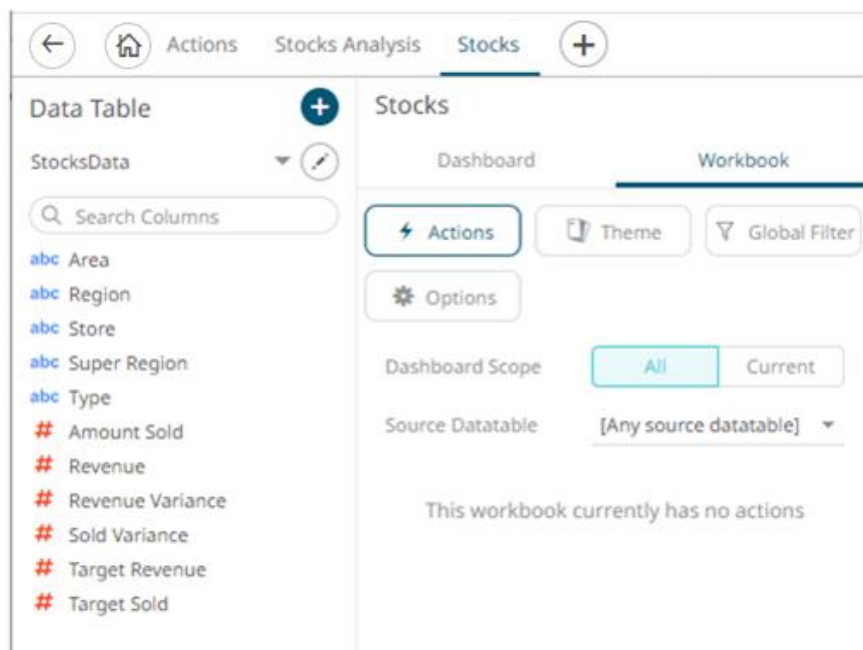 Actions Stocks Analysis Stocks
Data Table
StocksData
Search Columns
abc Area
abc Region
abc Store
abc Super Region
abc Type
# Amount Sold
# Revenue
# Revenue Variance
# Sold Variance
# Target Revenue
# Target Sold
Stocks
Dashboard Workbook
Actions Theme Global Filter
Options
Dashboard Scope All Current
Source Datatable [Any source datatable]
This workbook currently has no actions